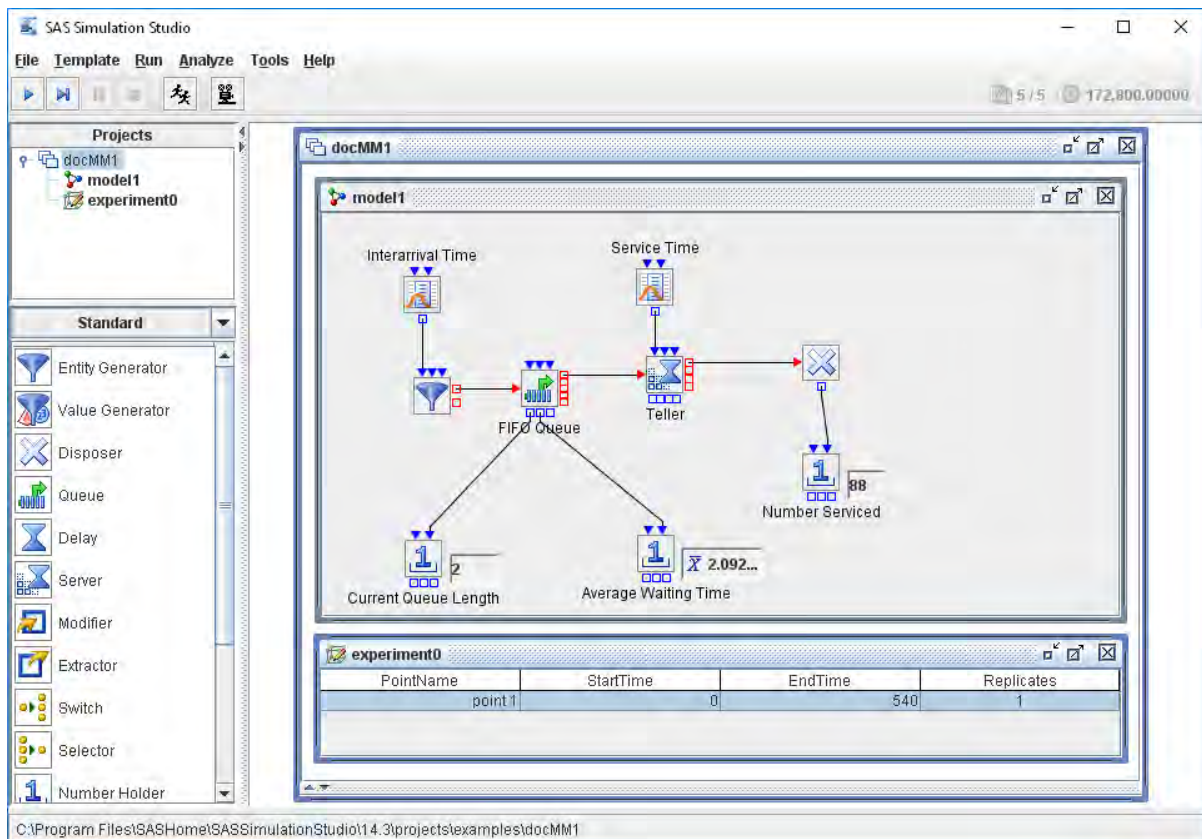 SAS Simulation Studio
File Template Run Analyze Tools Help
5 / 5 172,800.00000
Projects
docMM1
model1
experiment0
Standard
Entity Generator
Value Generator
Disposer
Queue
Delay
Server
Modifier
Extractor
Switch
Selector
Number Holder
docMM1
model1
Interarrival Time
Service Time
FIFO Queue
Teller
88
Number Serviced
1
1
1
2
X 2.092...
Current Queue Length
Average Waiting Time
experiment0
PointName StartTime EndTime Replicates
point 1 0 540 1
C:\Program Files\SASHome\SASSimulationStudio\14.3\projects\examples\docMM1